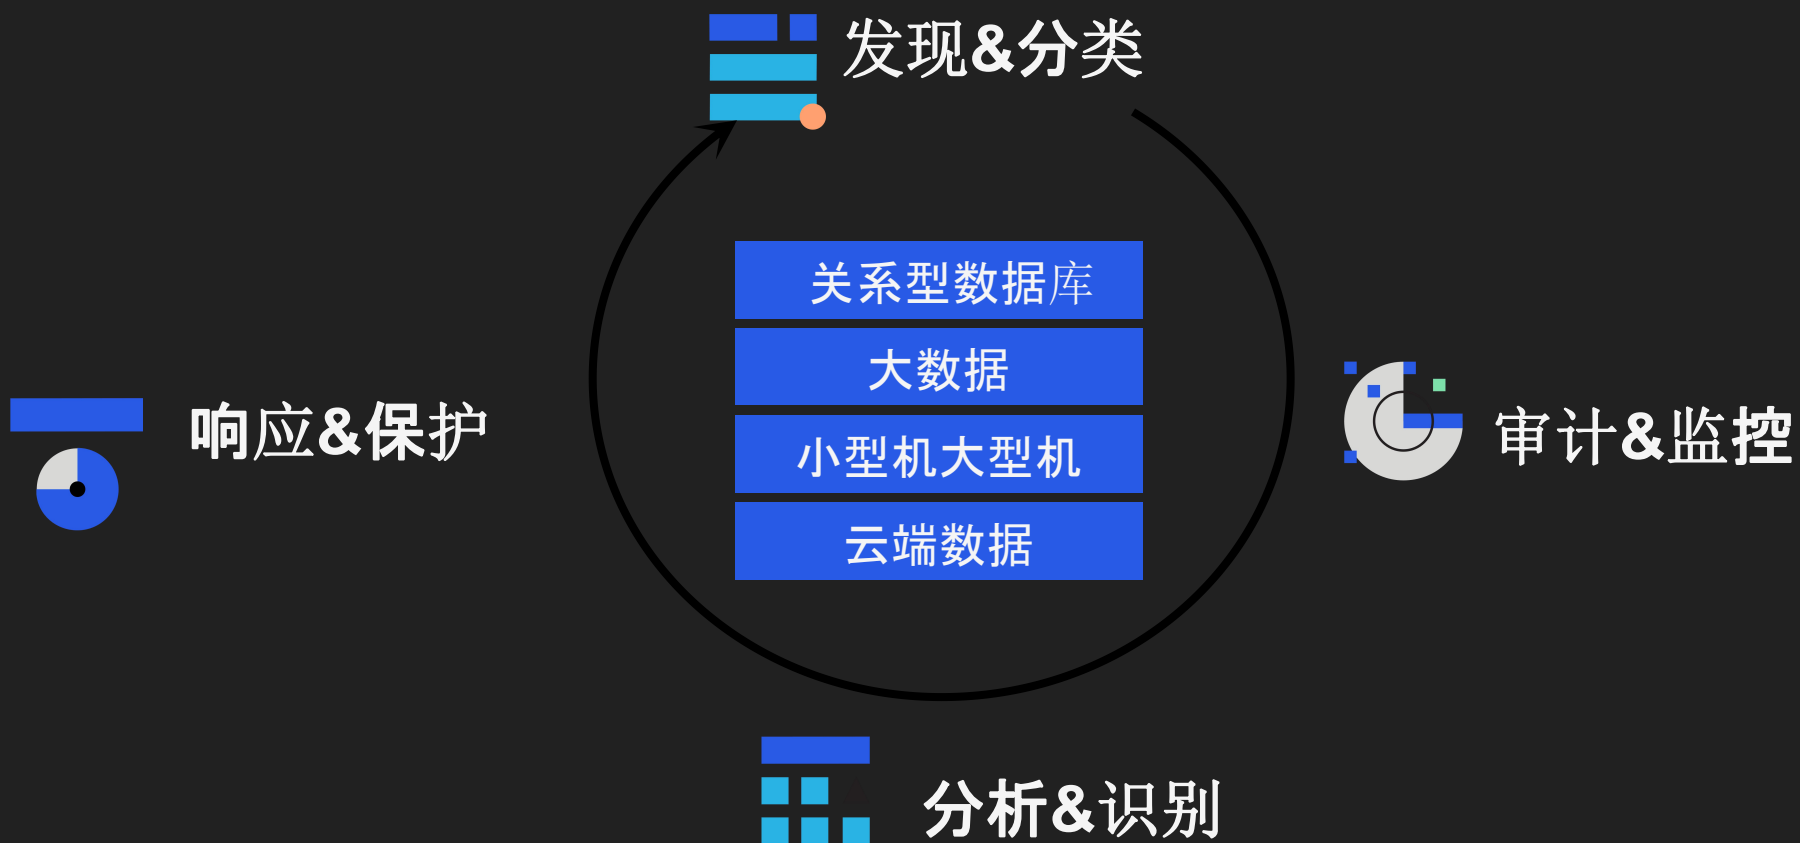 发现&分类
关系型数据库
大数据
小型机大型机
云端数据
响应&保护
审计&监控
分析&识别